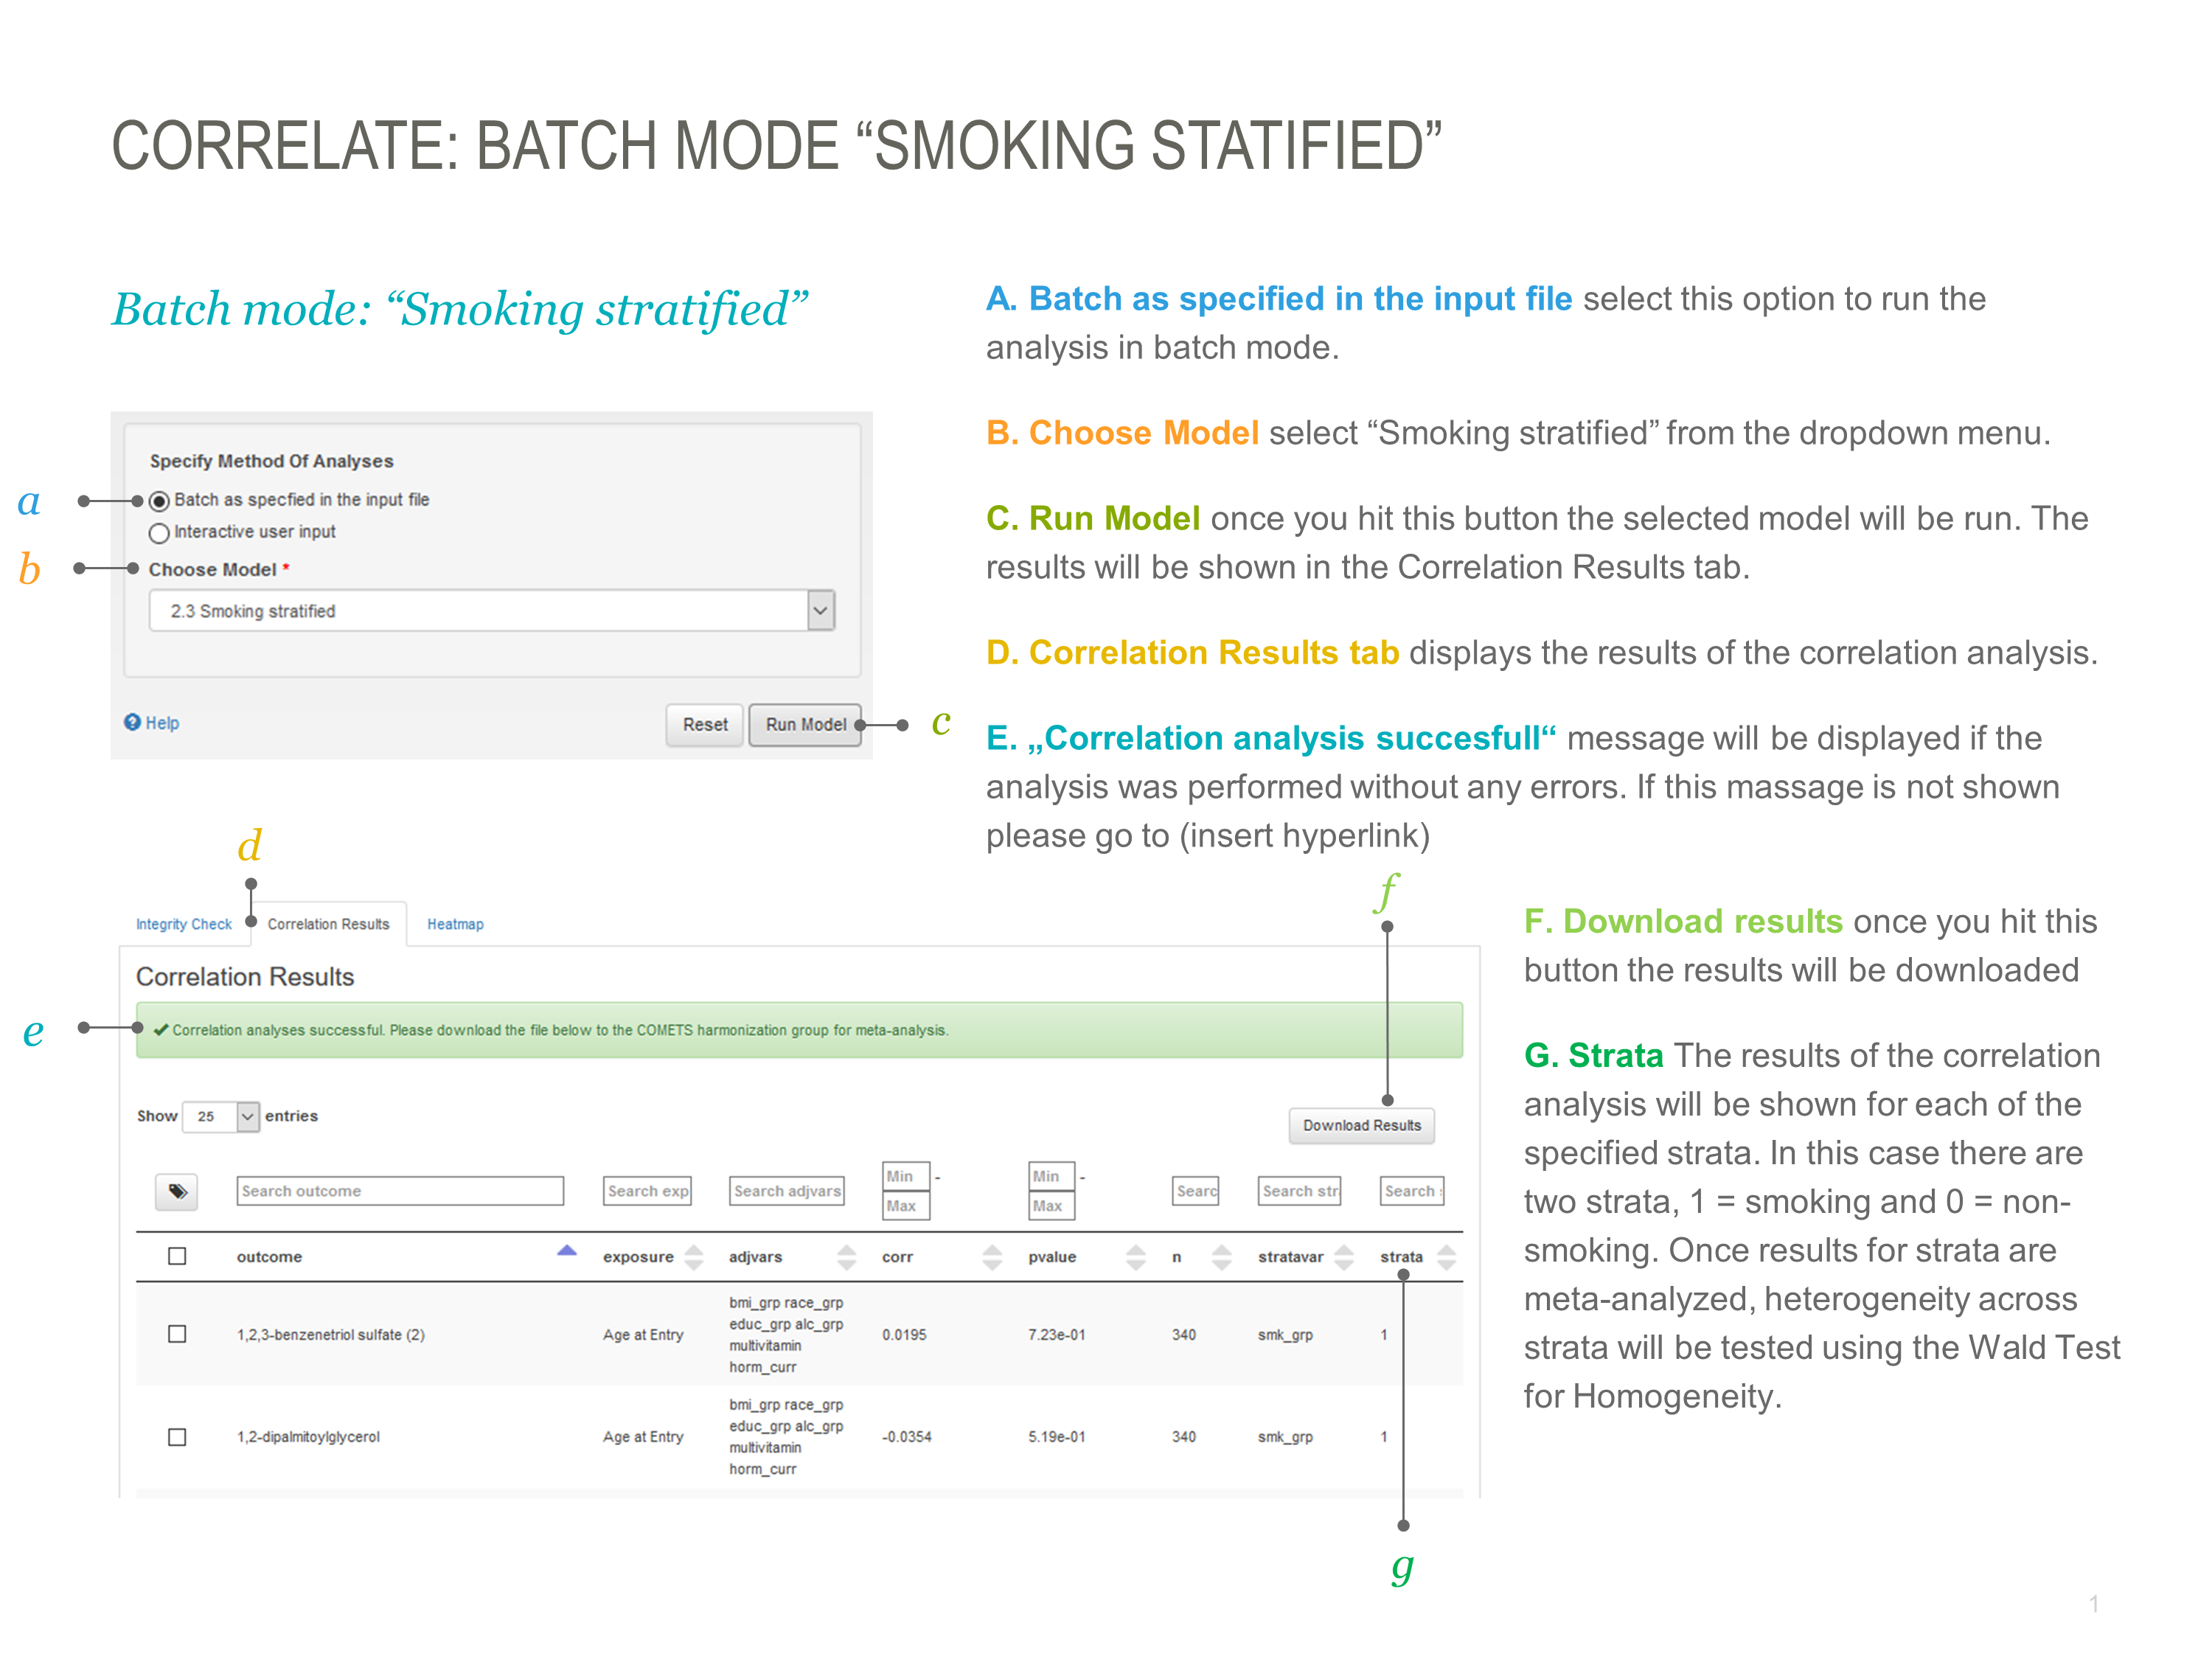 CORRELATE: BATCH MODE “SMOKING STATIFIED”
Batch mode: “Smoking stratified”
Specify Method Of Analyses
a
Batch as specfied in the input file
Interactive user input
b
Choose Model *
2.3 Smoking stratified
Help
Reset
Run Model
c
A. Batch as specified in the input file select this option to run the
analysis in batch mode.
B. Choose Model select “Smoking stratified” from the dropdown menu.
C. Run Model once you hit this button the selected model will be run. The
results will be shown in the Correlation Results tab.
D. Correlation Results tab displays the results of the correlation analysis.
E. „Correlation analysis succesfull“ message will be displayed if the
analysis was performed without any errors. If this massage is not shown
please go to (insert hyperlink)
d
f
Integrity Check
Correlation Results
Heatmap
Correlation Results
e
Correlation analyses successful. Please download the file below to the COMETS harmonization group for meta-analysis.
Show 25 entries
Download Results
Search outcome
Search exp
Search adjvars
Min -
Max
Min -
Max
Searc
Search str
Search s
outcome exposure adjvars corr pvalue n stratavar strata
bmi_grp race_grp
educ_grp alc_grp
1,2,3-benzenetriol sulfate (2) Age at Entry 0.0195 7.23e-01 340 smk_grp 1
multivitamin
horm_curr
bmi_grp race_grp
educ_grp alc_grp
1,2-dipalmitoylglycerol Age at Entry -0.0354 5.19e-01 340 smk_grp 1
multivitamin
horm_curr
g
F. Download results once you hit this
button the results will be downloaded
G. Strata The results of the correlation
analysis will be shown for each of the
specified strata. In this case there are
two strata, 1 = smoking and 0 = non-
smoking. Once results for strata are
meta-analyzed, heterogeneity across
strata will be tested using the Wald Test
for Homogeneity.
1